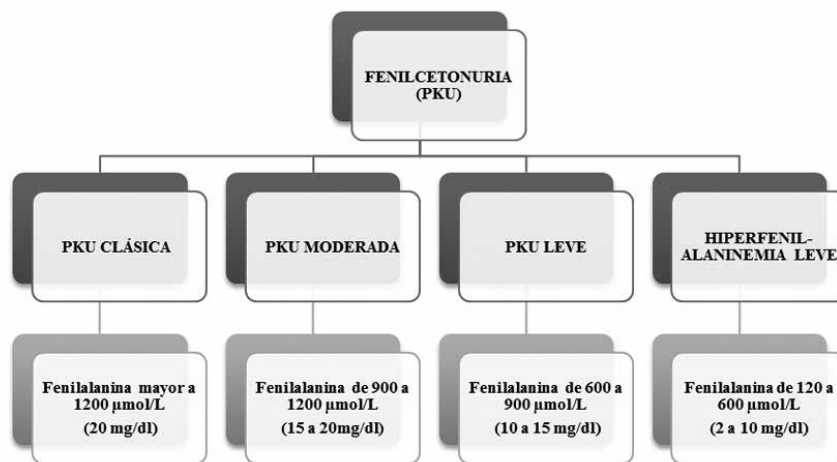 FENILCETONURIA
(PKU)
PKU CLÁSICA
PKU MODERADA
PKU LEVE
HIPERFENIL-
ALANINEMIA LEVE
Fenilalanina mayor a
1200 μmol/L
(20 mg/dl)
Fenilalanina de 900 a
1200 μmol/L
(15 a 20mg/dl)
Fenilalanina de 600 a
900 μmol/L
(10 a 15 mg/dl)
Fenilalanina de 120 a
600 μmol/L
(2 a 10 mg/dl)